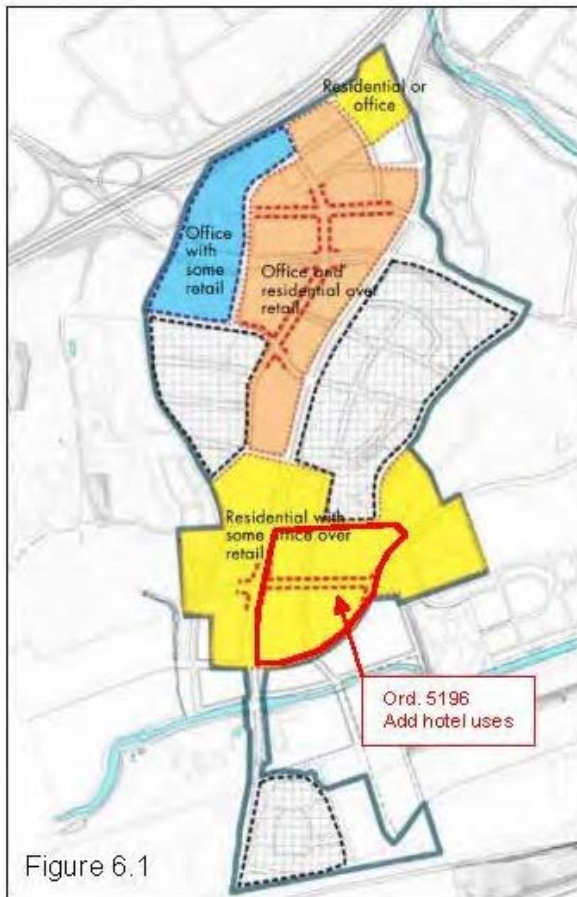 Residential or
office
Office
with
some
retail
Office and
residential over
retail
Residential with
some office over
retail
Ord. 5196
Add hotel uses
Figure 6.1